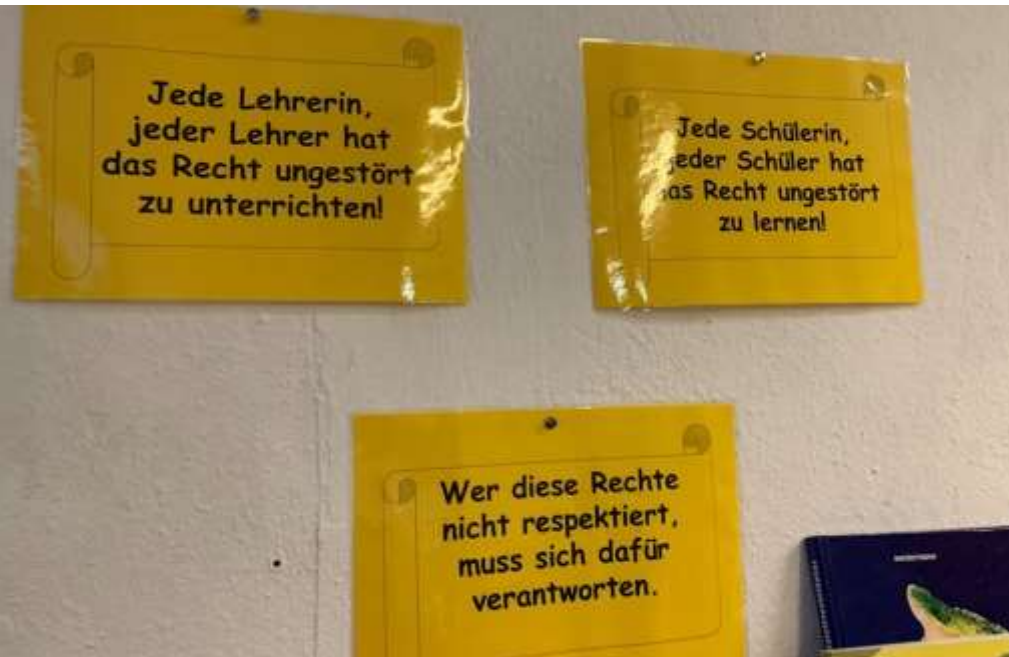 Jede Lehrerin,
jeder Lehrer hat
das Recht ungestört
zu unterrichten!
Jede Schülerin,
jeder Schüler hat
das Recht ungestört
zu lernen!
Wer diese Rechte
nicht respektiert,
muss sich dafür
verantworten.